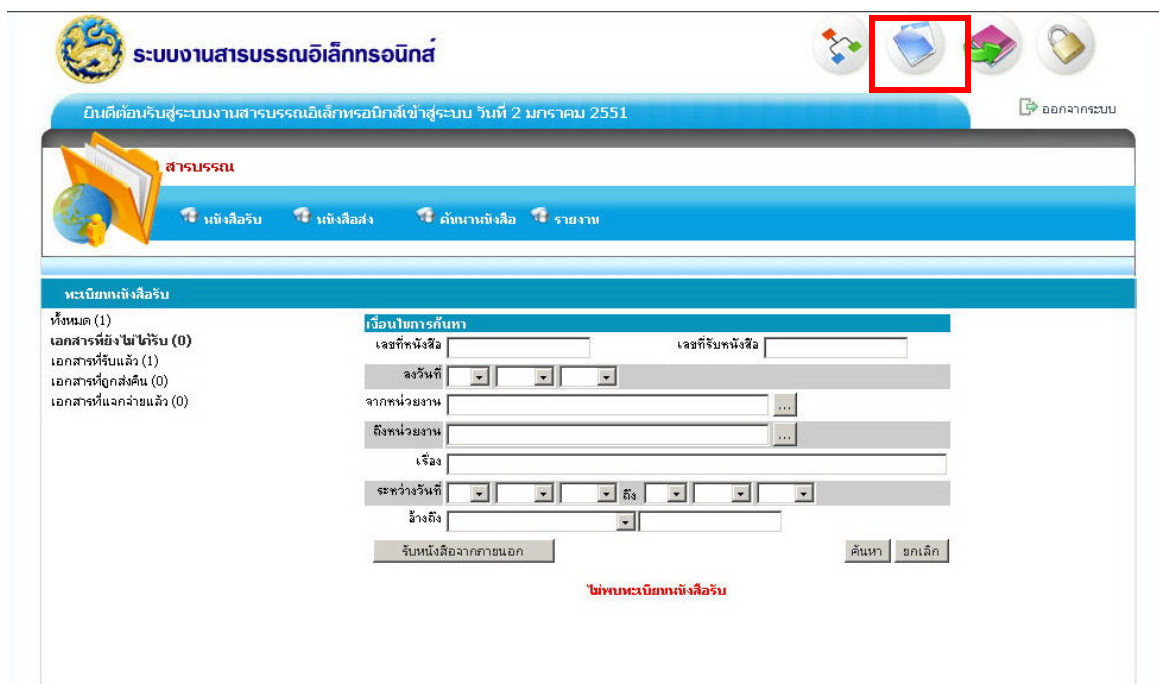 ระบบงานสารบรรณอิเล็กทรอนิกส์
ยินดีต้อนรับสู่ระบบงานสารบรรณอิเล็กทรอนิกส์เข้าสู่ระบบ วันที่ 2 มกราคม 2551
ออกจากระบบ
สารบรรณ
หนังสือรับ หนังสือส่ง ค้นหาหนังสือ รายงาน
ทะเบียนหนังสือรับ
ทั้งหมด (1)
เอกสารที่ยังไม่ได้รับ (0)
เอกสารที่รับแล้ว (1)
เอกสารที่ถูกส่งคืน (0)
เอกสารที่แจกจ่ายแล้ว (0)
เงื่อนไขการค้นหา
เลขที่หนังสือ เลขที่รับหนังสือ
ลงวันที่
จากหน่วยงาน ...
ถึงหน่วยงาน ...
เรื่อง
ระหว่างวันที่ ถึง
อ้างถึง
รับหนังสือจากภายนอก ค้นหา ยกเลิก
ไม่พบทะเบียนหนังสือรับ